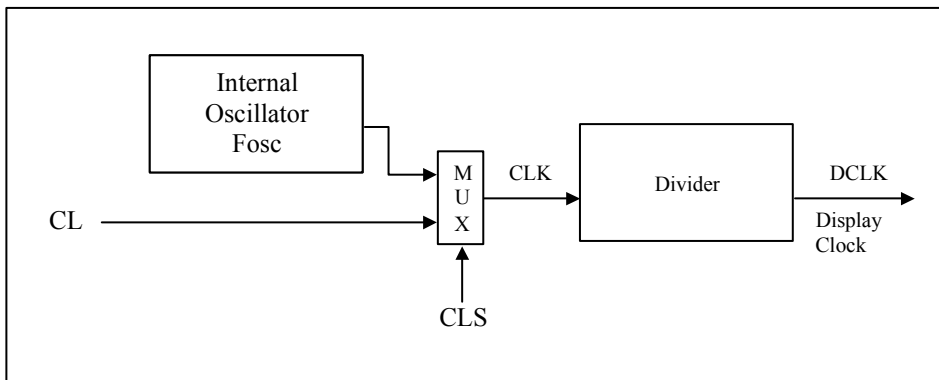 Internal
Oscillator
Fosc
M
U
X
CL
CLK
Divider
DCLK
Display
Clock
CLS